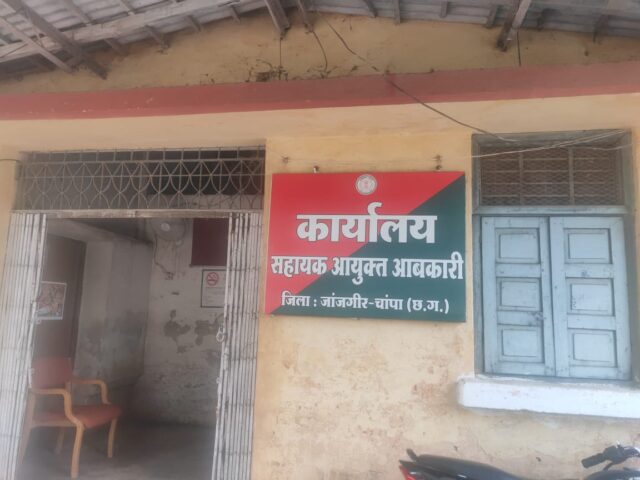 कार्यालय
सहायक आयुक्त आबकारी
जिला : जांजगीर-चांपा (छ.ग.)